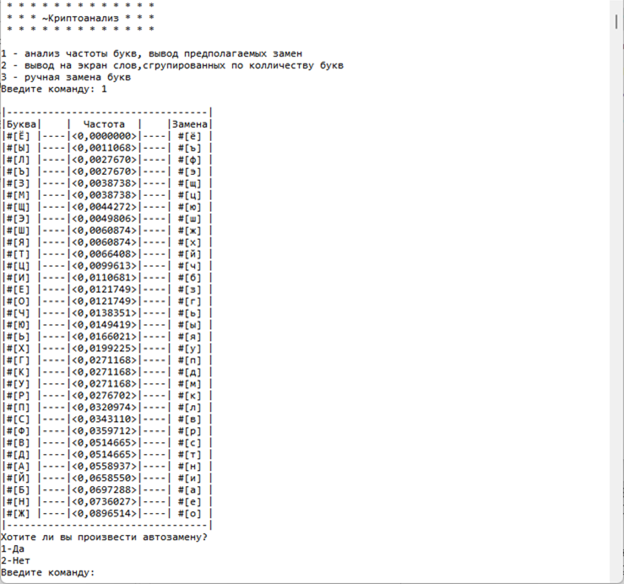 * * * * * * * * * * * * *
* * * ~Криптоанализ * * *
* * * * * * * * * * * * *
1 - анализ частоты букв, вывод предполагаемых замен
2 - вывод на экран слов,сгрупированных по колличеству букв
3 - ручная замена букв
Введите команду: 1
|----------------------------------|
|Буква|    |  Частота  |    |Замена|
|#[Ё] |----|<0,0000000>|----| #[ё]|
|#[Ы] |----|<0,0011068>|----| #[ъ]|
|#[Л] |----|<0,0027670>|----| #[ф]|
|#[Ъ] |----|<0,0027670>|----| #[э]|
|#[З] |----|<0,0038738>|----| #[щ]|
|#[М] |----|<0,0038738>|----| #[ц]|
|#[Щ] |----|<0,0044272>|----| #[ю]|
|#[Э] |----|<0,0049806>|----| #[ш]|
|#[Ш] |----|<0,0060874>|----| #[ж]|
|#[Я] |----|<0,0060874>|----| #[х]|
|#[Т] |----|<0,0066408>|----| #[й]|
|#[Ц] |----|<0,0099613>|----| #[ч]|
|#[И] |----|<0,0110681>|----| #[б]|
|#[Е] |----|<0,0121749>|----| #[з]|
|#[О] |----|<0,0121749>|----| #[г]|
|#[Ч] |----|<0,0138351>|----| #[ь]|
|#[Ю] |----|<0,0149419>|----| #[ы]|
|#[Ь] |----|<0,0166021>|----| #[я]|
|#[Х] |----|<0,0199225>|----| #[у]|
|#[Г] |----|<0,0271168>|----| #[п]|
|#[К] |----|<0,0271168>|----| #[д]|
|#[У] |----|<0,0271168>|----| #[м]|
|#[Р] |----|<0,0276702>|----| #[к]|
|#[П] |----|<0,0320974>|----| #[л]|
|#[С] |----|<0,0343110>|----| #[в]|
|#[Ф] |----|<0,0359712>|----| #[р]|
|#[В] |----|<0,0514665>|----| #[с]|
|#[Д] |----|<0,0514665>|----| #[т]|
|#[А] |----|<0,0558937>|----| #[н]|
|#[Й] |----|<0,0658550>|----| #[и]|
|#[Б] |----|<0,0697288>|----| #[а]|
|#[Н] |----|<0,0736027>|----| #[е]|
|#[Ж] |----|<0,0896514>|----| #[о]|
|----------------------------------|
Хотите ли вы произвести автозамену?
1-Да
2-Нет
Введите команду: